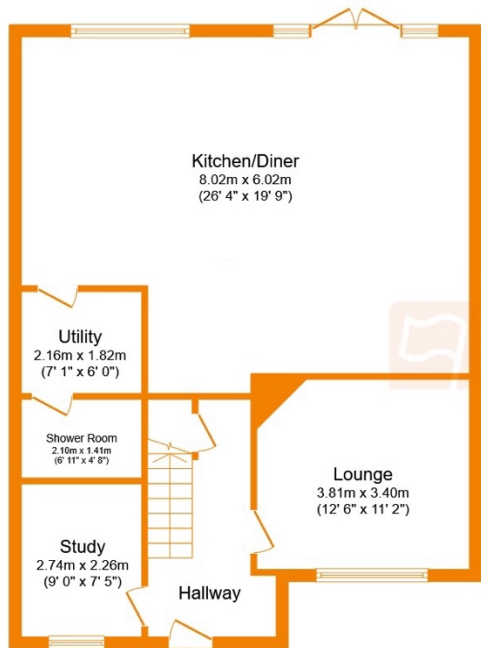 Kitchen/Diner
8.02m x 6.02m
(26' 4" x 19' 9")
Utility
2.16m x 1.82m
(7' 1" x 6' 0")
Shower Room
2.10m x 1.41m
(6' 11" x 4' 8")
Lounge
3.81m x 3.40m
(12' 6" x 11' 2")
Study
2.74m x 2.26m
(9' 0" x 7' 5")
Hallway